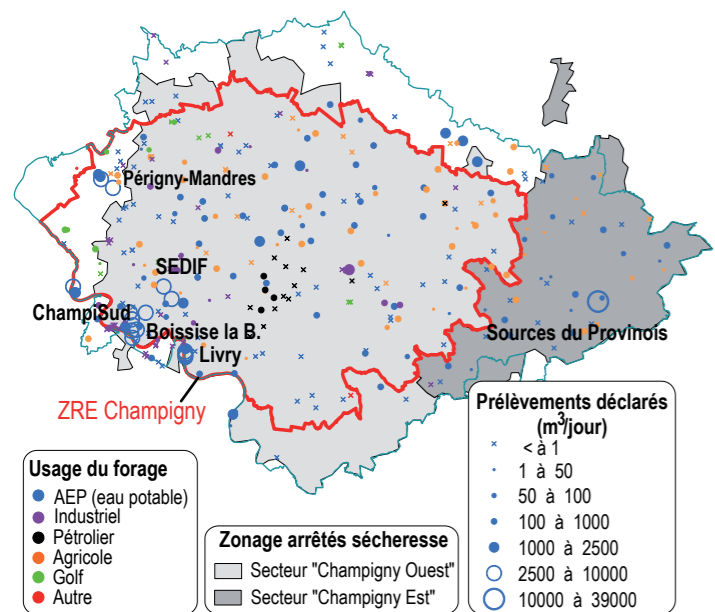 Périgny-Mandres
SEDIF
ChampiSud
Boissise la B.
Livry
Sources du Provinois
ZRE Champigny
Usage du forage
AEP (eau potable)
Industriel
Pétrolier
Agricole
Golf
Autre
Zonage arrêtés sécheresse
Secteur "Champigny Ouest"
Secteur "Champigny Est"
Prélèvements déclarés
(m³/jour)
< à 1
1 à 50
50 à 100
100 à 1000
1000 à 2500
2500 à 10000
10000 à 39000